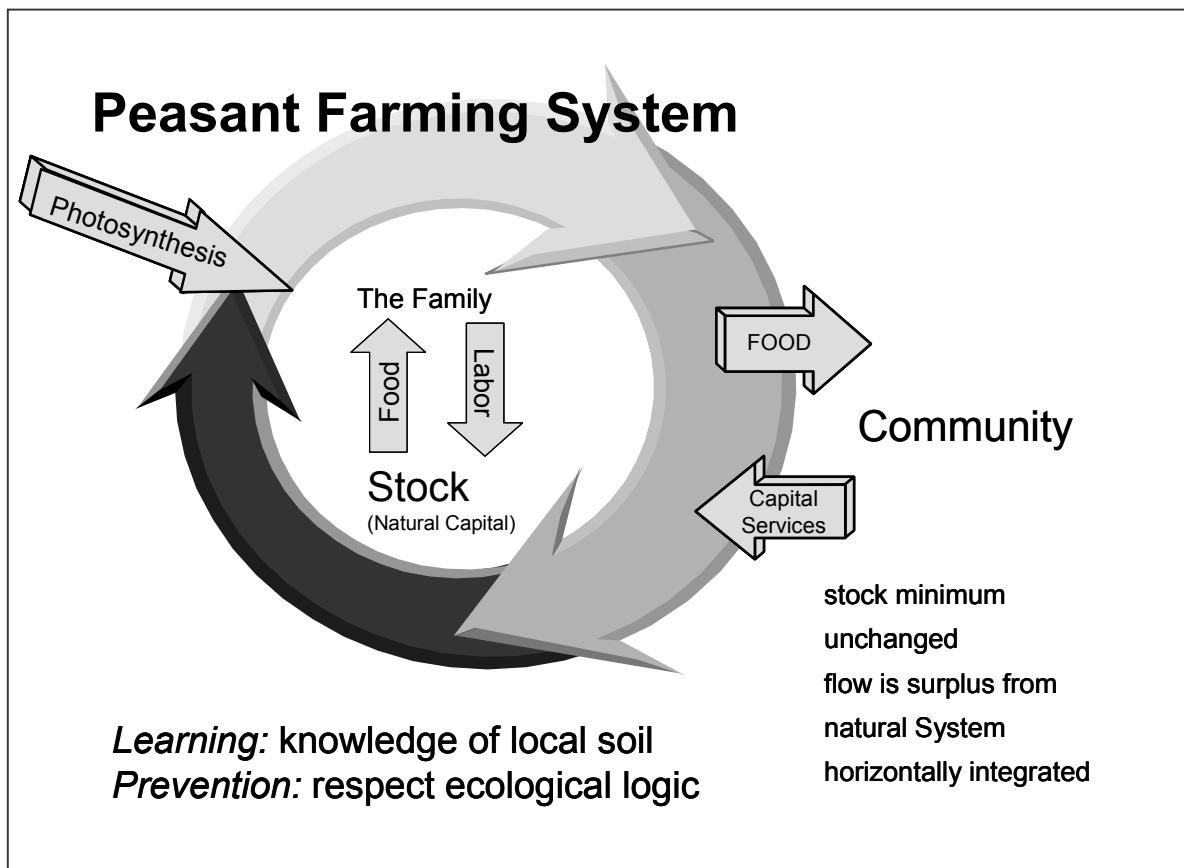 Peasant Farming System
Photosynthesis
The Family
Food
Labor
Stock
(Natural Capital)
FOOD
Community
Capital
Services
stock minimum
unchanged
flow is surplus from
natural System
horizontally integrated
Learning: knowledge of local soil
Prevention: respect ecological logic